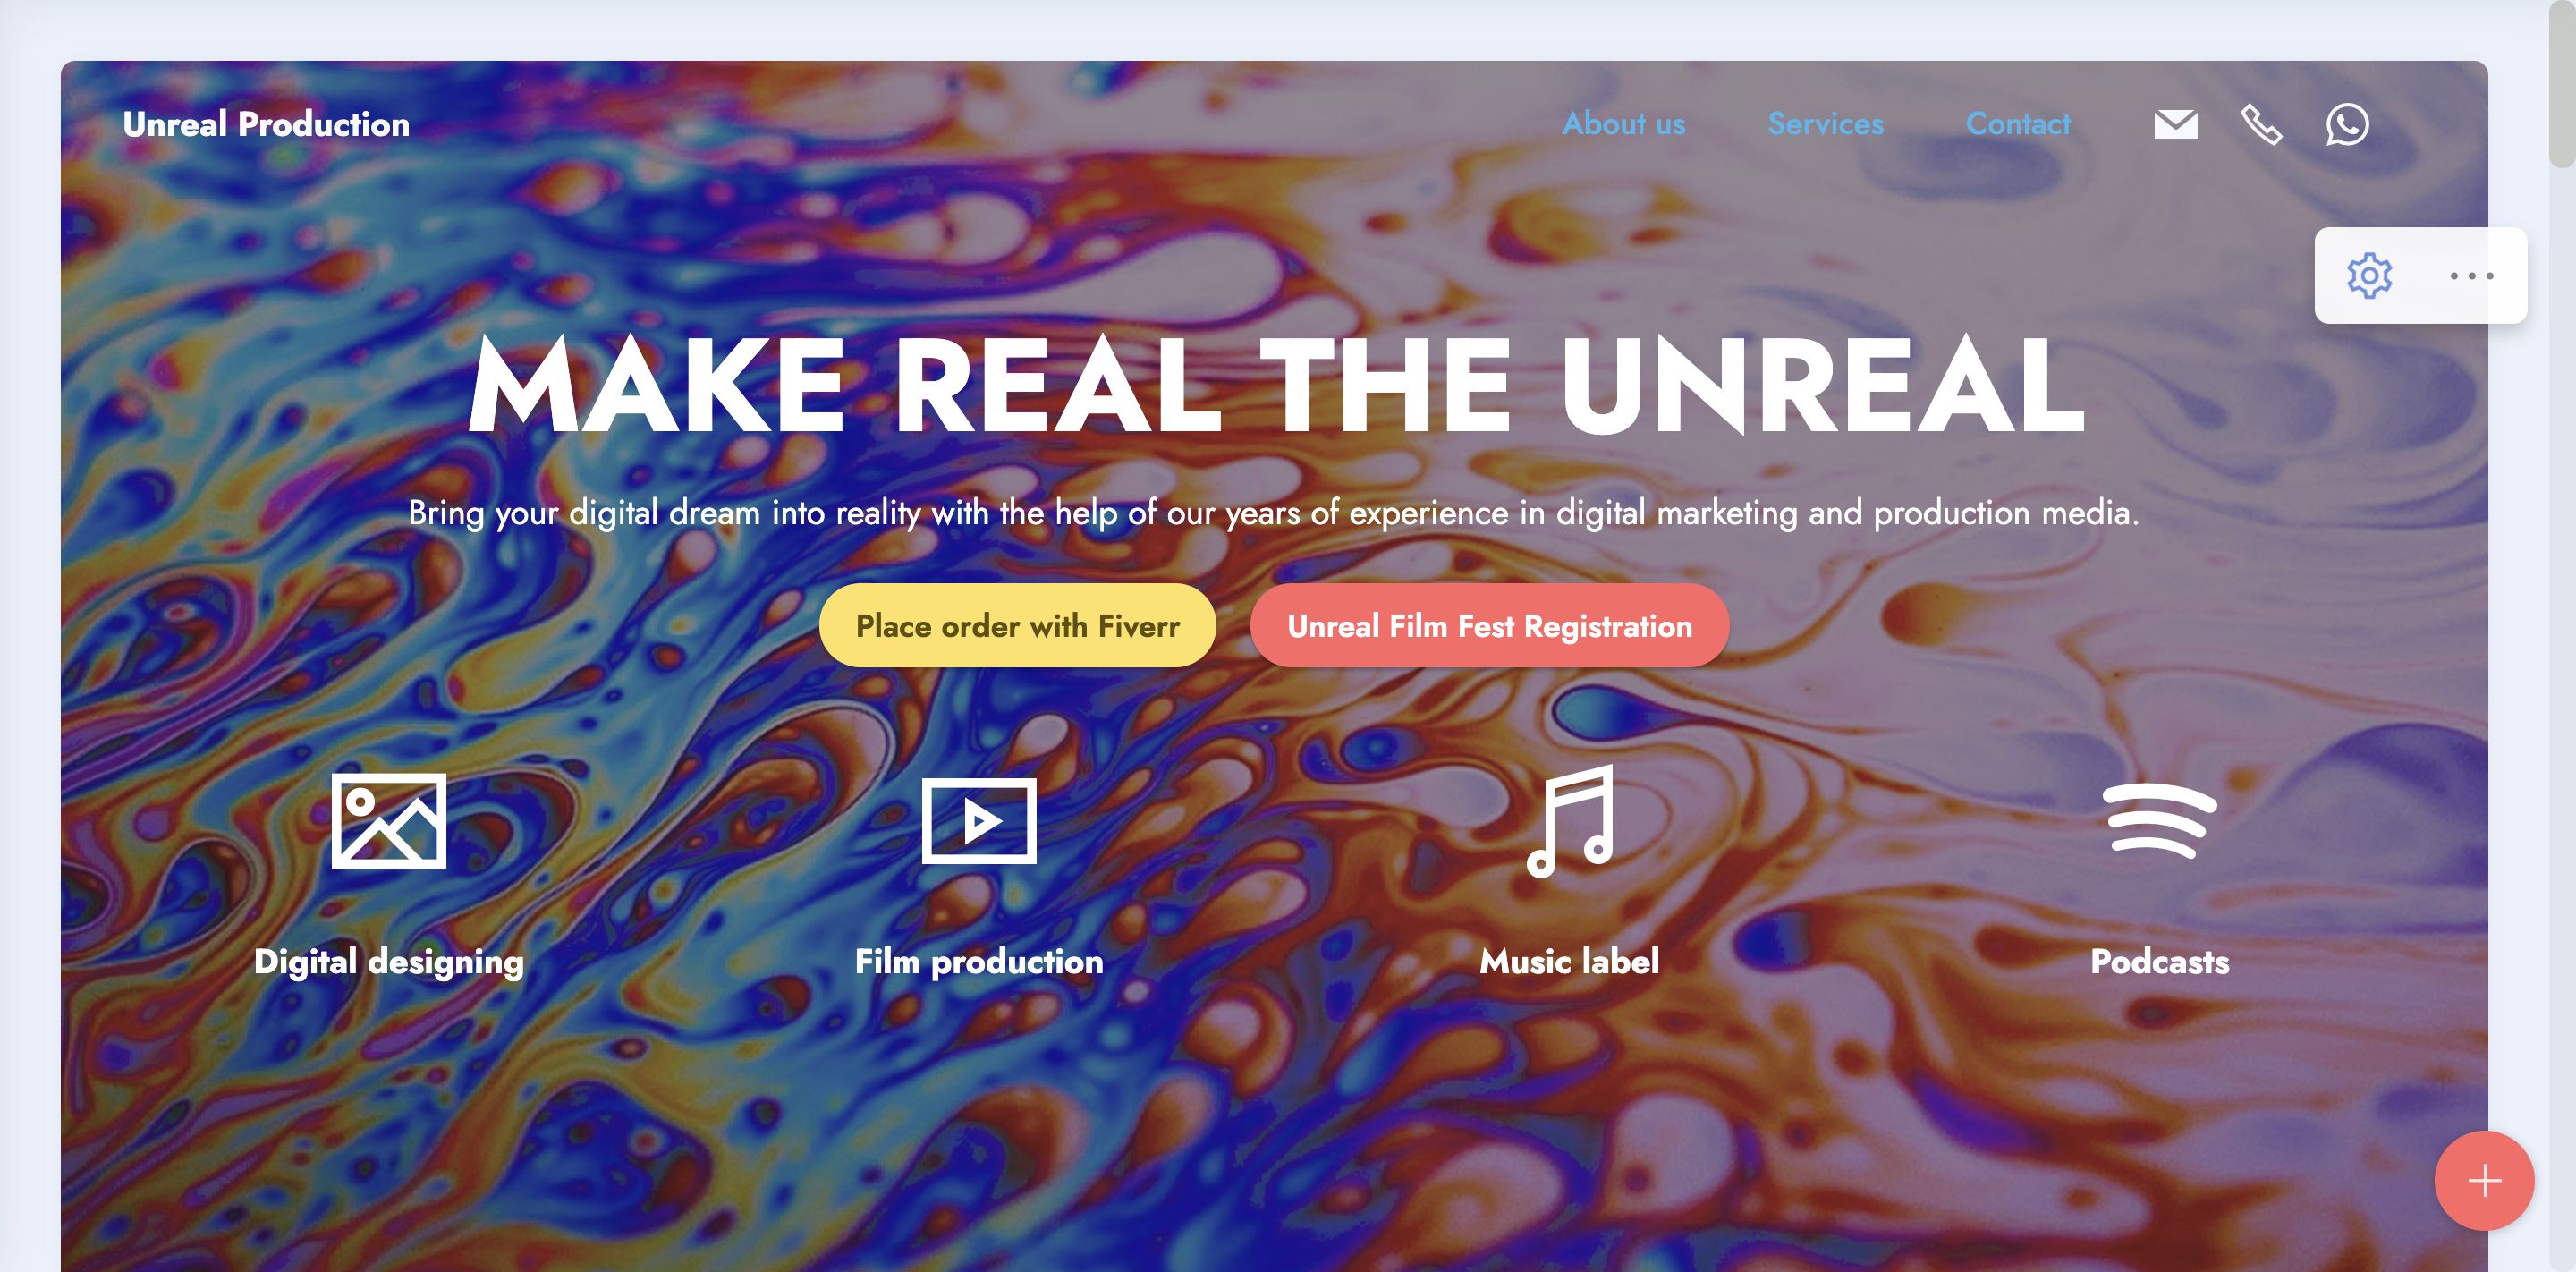 Unreal Production
About us
Services
Contact
MAKE REAL THE UNREAL
Bring your digital dream into reality with the help of our years of experience in digital marketing and production media.
Place order with Fiverr
Unreal Film Fest Registration
Digital designing
Film production
Music label
Podcasts